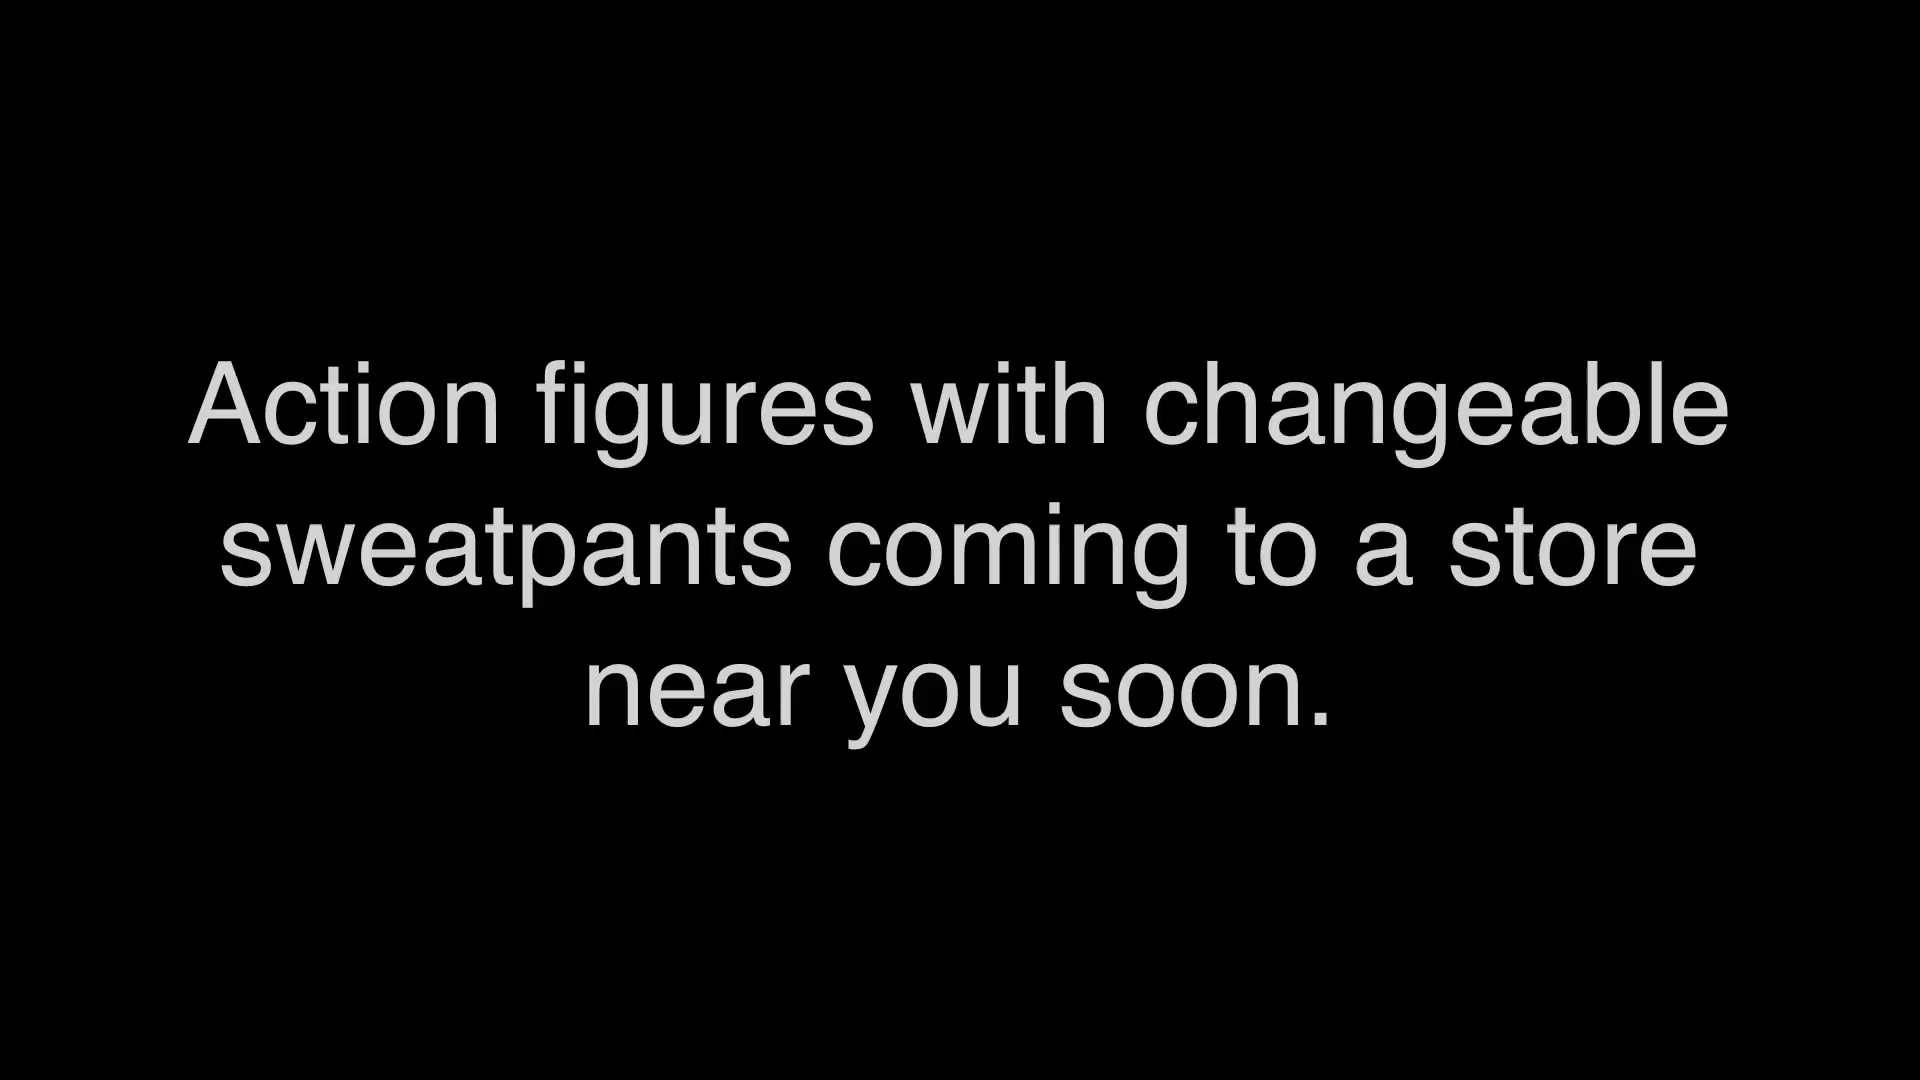 Action figures with changeable
sweatpants coming to a store
near you soon.